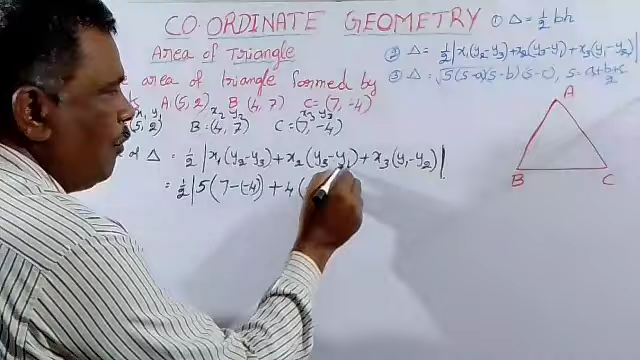 CO.ORDINATE GEOMETRY
① Δ = ½ bh
Area of Triangle
② Δ = ½ |x₁(y₂-y₃)+x₂(y₃-y₁)+x₃(y₁-y₂)|
③ Δ = √S(s-a)(s-b)(s-c), s = a+b+c/2
area of triangle formed by
A(5,2) B(4,7) C=(7,-4)
x₁ y₁ x₂ y₂ x₃ y₃
(5,2) B=(4,7) C=(7,-4)
of Δ = ½ |x₁(y₂-y₃)+x₂(y₃-y₁)+x₃(y₁-y₂)|
= ½ |5(7-(-4)) + 4(
A
B C